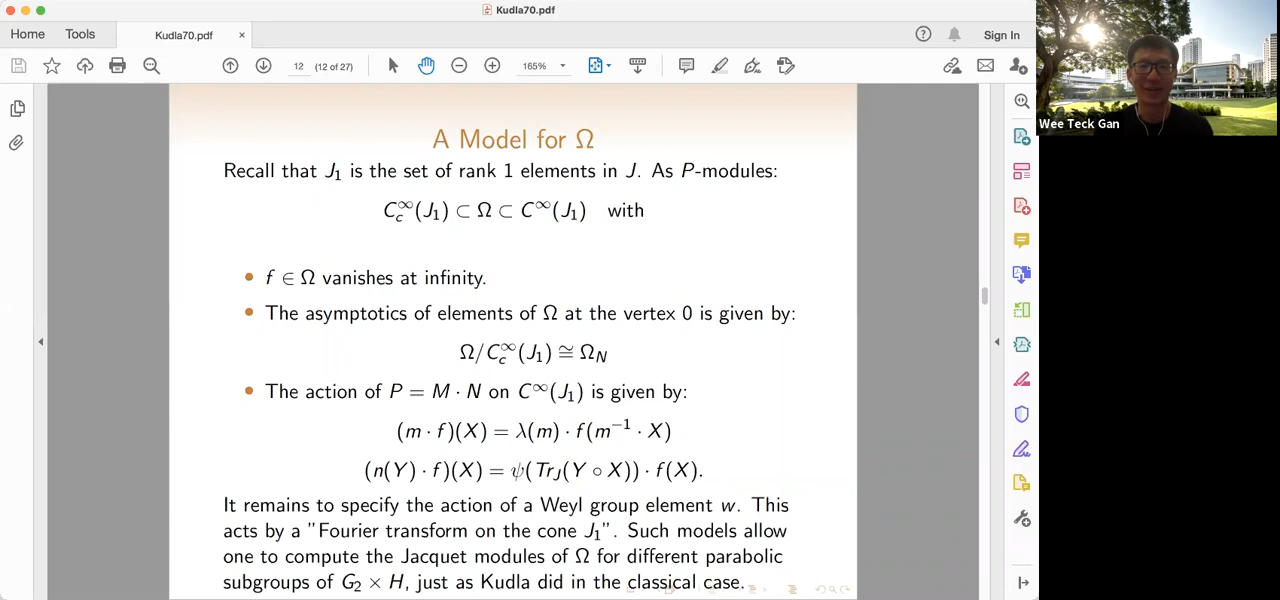 Kudla70.pdf
Home
Tools
Kudla70.pdf
×
Sign In
12
(12 of 27)
165%
Wee Teck Gan
A Model for Ω
Recall that J₁ is the set of rank 1 elements in J. As P-modules:
C_c^∞(J₁) ⊂ Ω ⊂ C^∞(J₁) with
• f ∈ Ω vanishes at infinity.
• The asymptotics of elements of Ω at the vertex 0 is given by:
Ω/C_c^∞(J₁) ≅ Ω_N
• The action of P = M · N on C^∞(J₁) is given by:
(m · f)(X) = λ(m) · f(m⁻¹ · X)
(n(Y) · f)(X) = ψ(Tr_J(Y ∘ X)) · f(X).
It remains to specify the action of a Weyl group element w. This
acts by a "Fourier transform on the cone J₁". Such models allow
one to compute the Jacquet modules of Ω for different parabolic
subgroups of G₂ × H, just as Kudla did in the classical case.